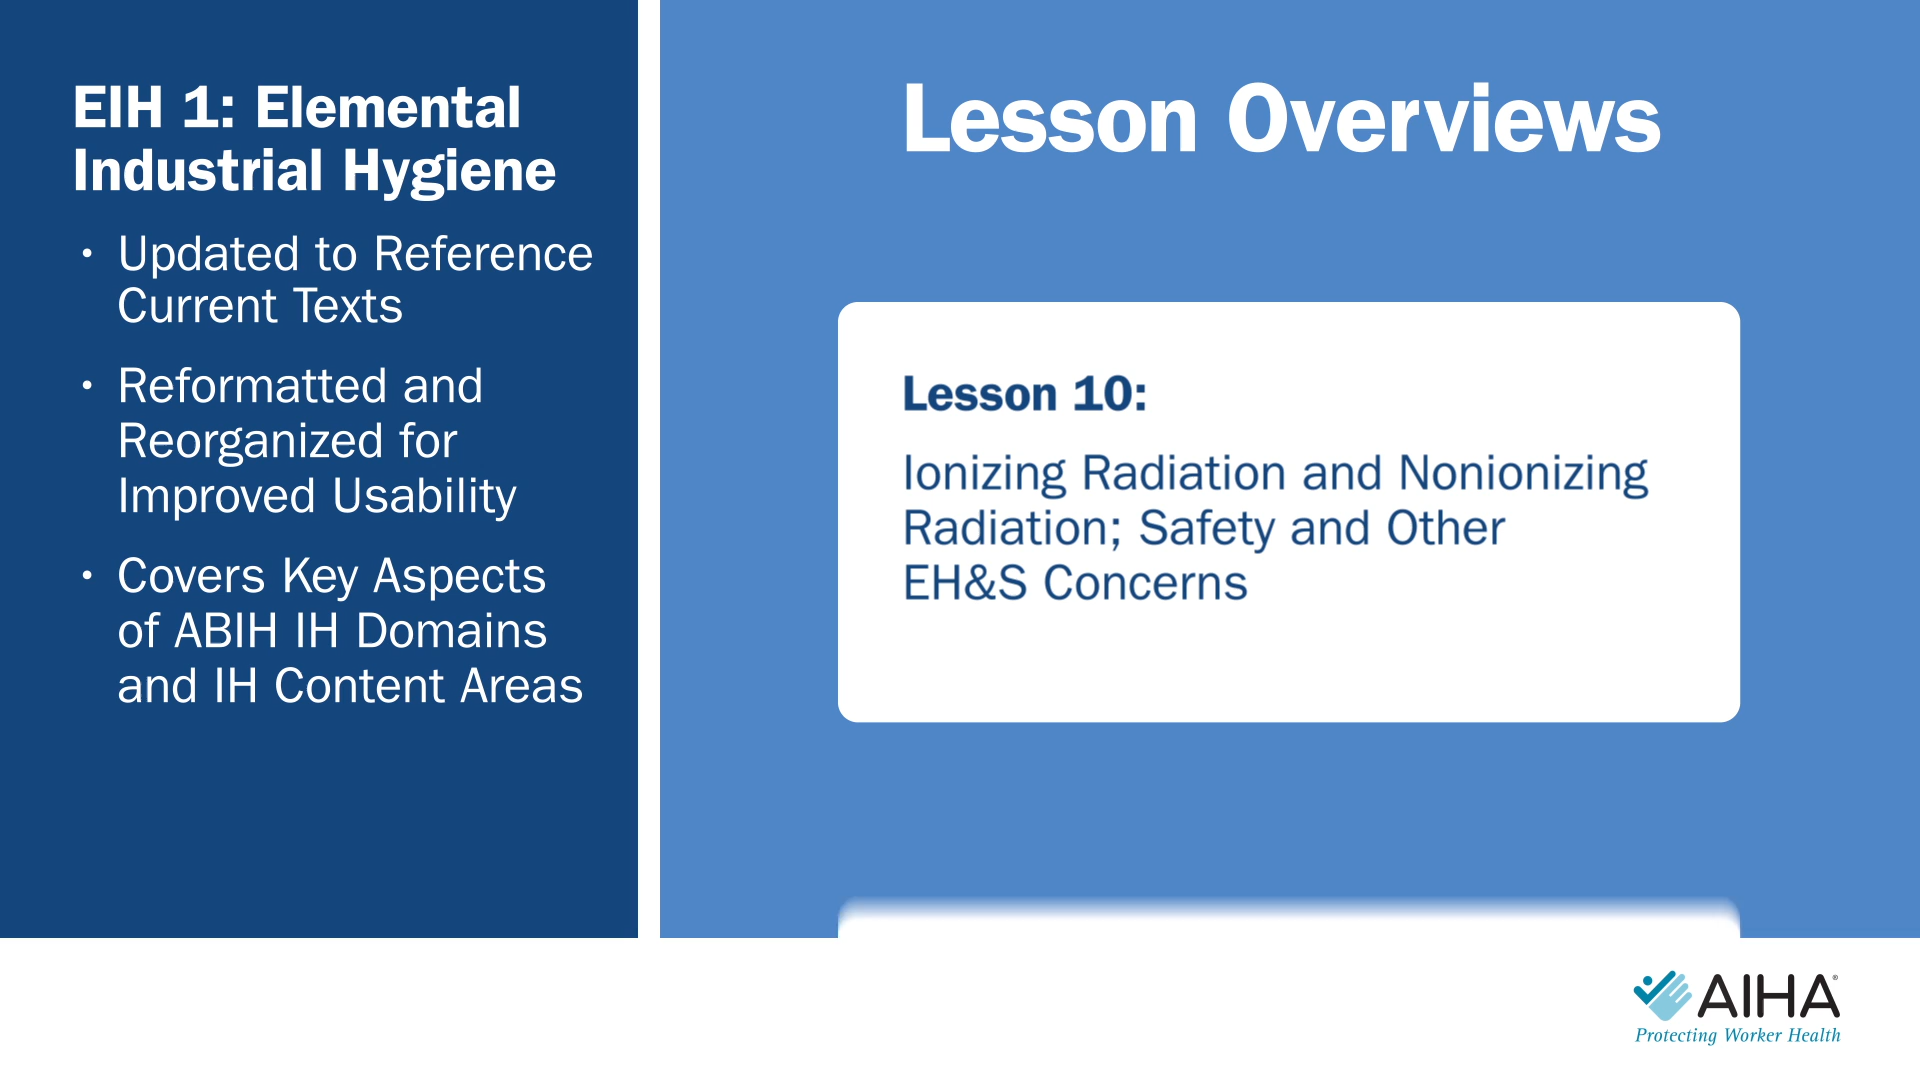 EIH 1: Elemental
Industrial Hygiene
• Updated to Reference
Current Texts
• Reformatted and
Reorganized for
Improved Usability
• Covers Key Aspects
of ABIH IH Domains
and IH Content Areas
Lesson Overviews
Lesson 10:
Ionizing Radiation and Nonionizing
Radiation; Safety and Other
EH&S Concerns
AIHA®
Protecting Worker Health